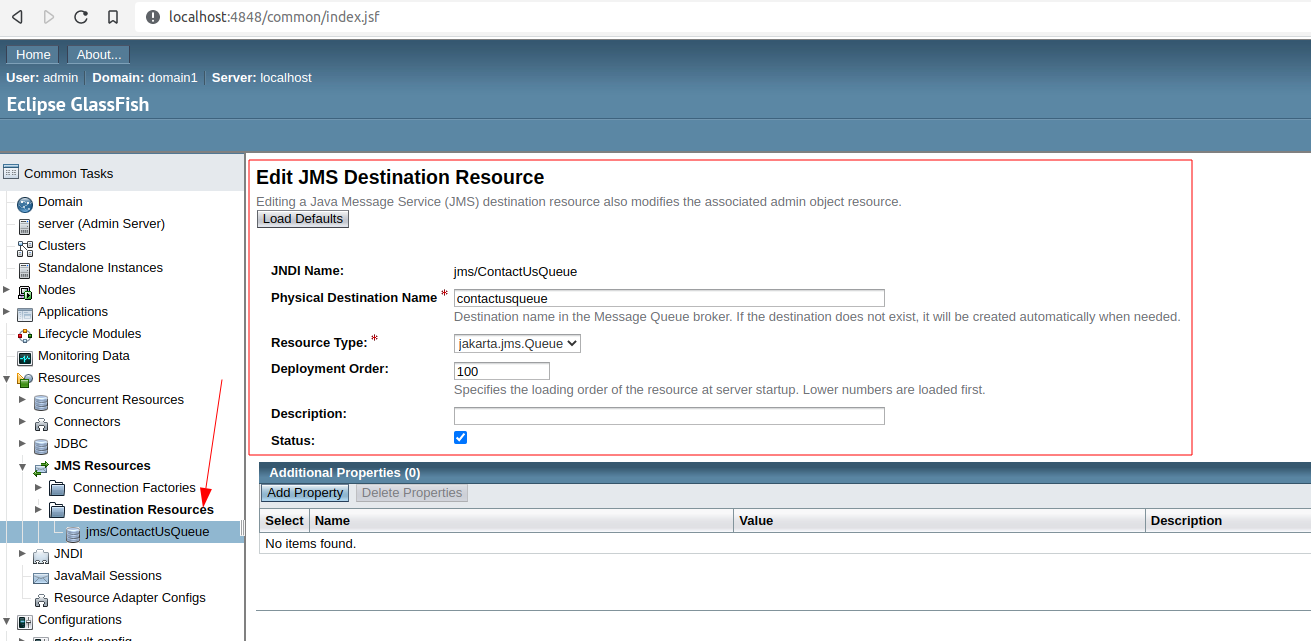 localhost:4848/common/index.jsf
Home About...
User: admin Domain: domain1 Server: localhost
Eclipse GlassFish
Common Tasks
Domain
server (Admin Server)
Clusters
Standalone Instances
Nodes
Applications
Lifecycle Modules
Monitoring Data
Resources
Concurrent Resources
Connectors
JDBC
JMS Resources
Connection Factories
Destination Resources
jms/ContactUsQueue
JNDI
JavaMail Sessions
Resource Adapter Configs
Configurations
default-config
Edit JMS Destination Resource
Editing a Java Message Service (JMS) destination resource also modifies the associated admin object resource.
Load Defaults
JNDI Name: jms/ContactUsQueue
Physical Destination Name * contactusqueue
Destination name in the Message Queue broker. If the destination does not exist, it will be created automatically when needed.
Resource Type: * jakarta.jms.Queue
Deployment Order: 100
Specifies the loading order of the resource at server startup. Lower numbers are loaded first.
Description:
Status:
Additional Properties (0)
Add Property Delete Properties
Select Name Value Description
No items found.